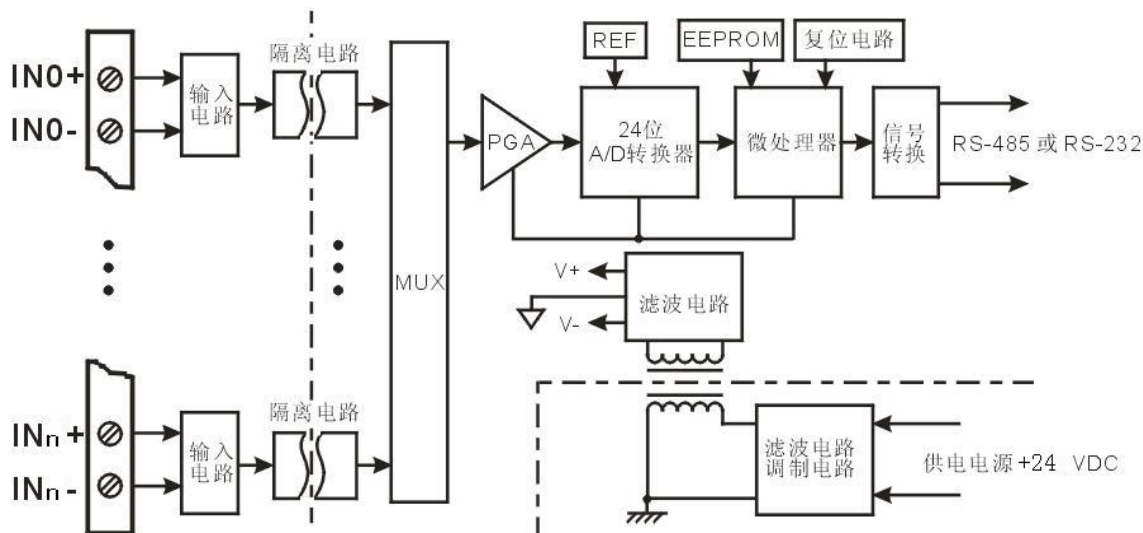 IN0+
IN0-
输入
电路
隔离电路
MUX
PGA
REF
24位
A/D转换器
EEPROM
复位电路
微处理器
信号
转换
RS-485 或 RS-232
V+
V-
滤波电路
INn+
INn-
输入
电路
隔离电路
滤波电路
调制电路
供电电源+24 VDC